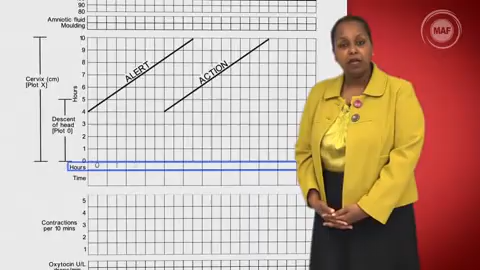 90
80
Amniotic fluid
Moulding
10
9
8
7
6
5
4
3
2
1
0
Cervix (cm)
[Plot X]
Hours
Descent
of head
[Plot 0]
ALERT
ACTION
Hours
0
Time
5
4
3
2
1
Contractions
per 10 mins
Oxytocin U/L
MAF